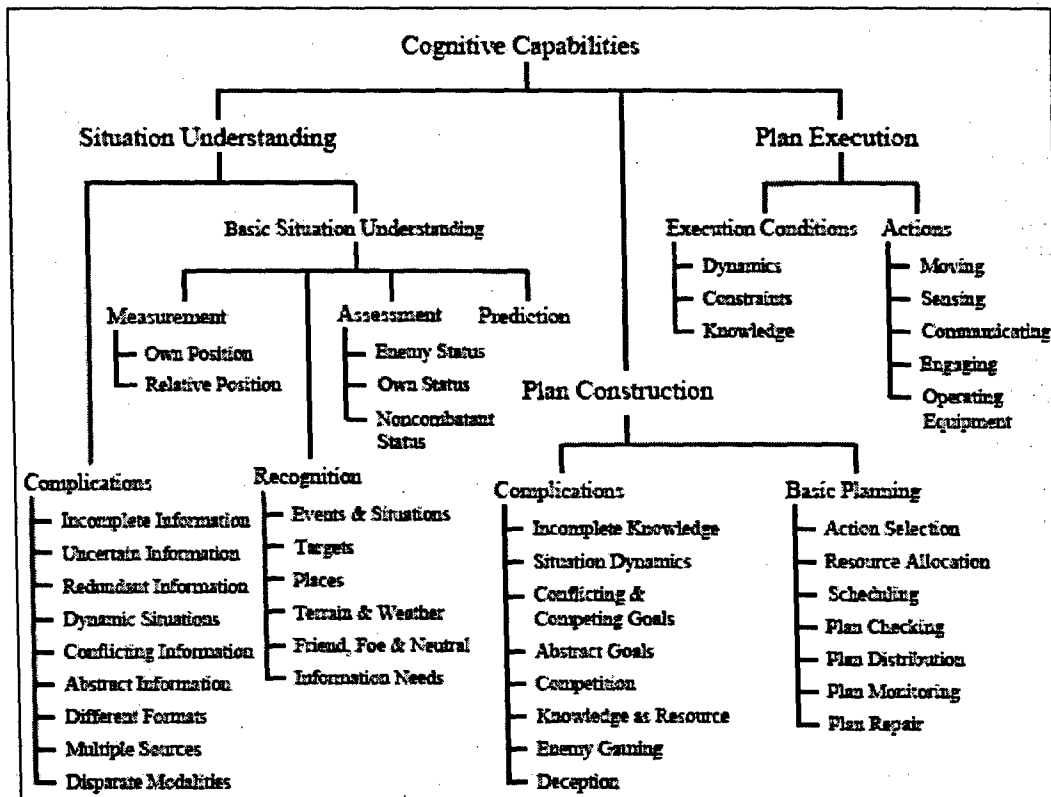 Cognitive Capabilities
Situation Understanding
Plan Execution
Basic Situation Understanding
Execution Conditions
Actions
Dynamics
Constraints
Knowledge
Moving
Sensing
Communicating
Engaging
Operating
Equipment
Measurement
Own Position
Relative Position
Assessment
Enemy Status
Own Status
Noncombatant
Status
Prediction
Plan Construction
Complications
Incomplete Information
Uncertain Information
Redundant Information
Dynamic Situations
Conflicting Information
Abstract Information
Different Formats
Multiple Sources
Disparate Modalities
Recognition
Events & Situations
Targets
Places
Terrain & Weather
Friend, Foe & Neutral
Information Needs
Complications
Incomplete Knowledge
Situation Dynamics
Conflicting &
Competing Goals
Abstract Goals
Competition
Knowledge as Resource
Enemy Gaming
Deception
Basic Planning
Action Selection
Resource Allocation
Scheduling
Plan Checking
Plan Distribution
Plan Monitoring
Plan Repair